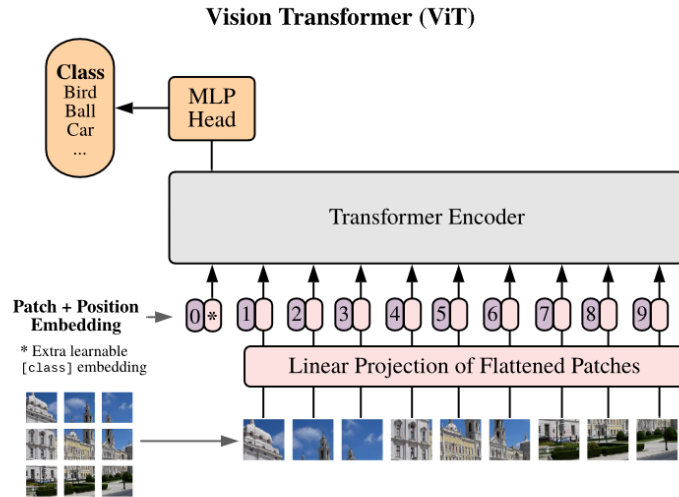 Vision Transformer (ViT)
Class
Bird
Ball
Car
...
MLP
Head
Transformer Encoder
Patch + Position
Embedding
0 * 1 2 3 4 5 6 7 8 9
* Extra learnable
[class] embedding
Linear Projection of Flattened Patches